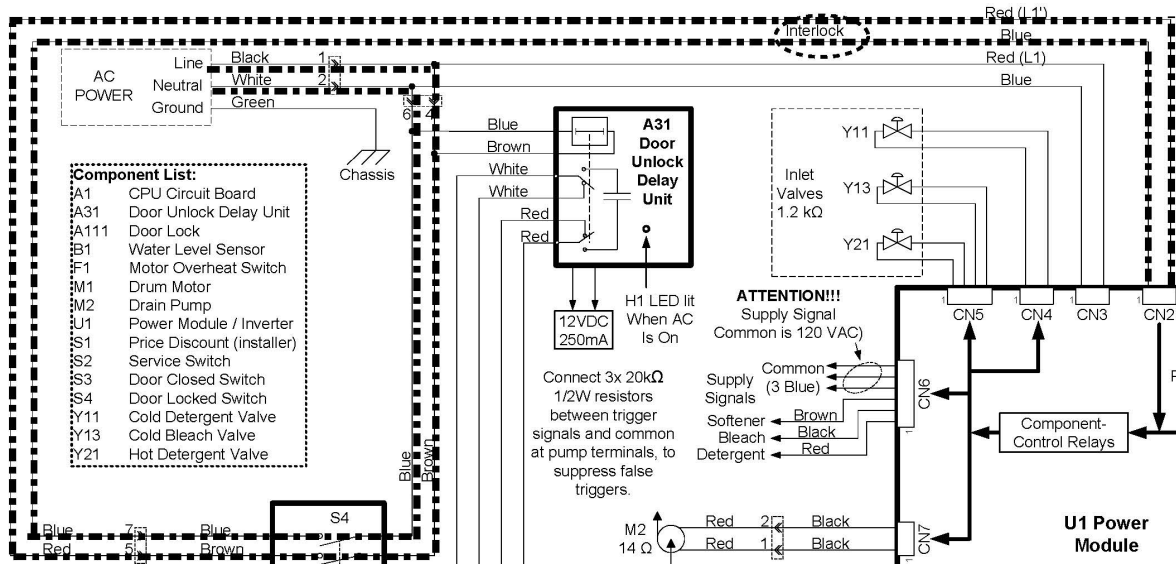 Red (L1')
Interlock
Blue
Line
Black
1
Red (L1)
AC
POWER
Neutral
White
2
Blue
Ground
Green
6
4
Chassis
Blue
Brown
White
White
Red
Red
A31
Door
Unlock
Delay
Unit
12VDC
250mA
H1 LED lit
When AC
Is On
Inlet
Valves
1.2 kΩ
Y11
Y13
Y21
Component List:
A1 CPU Circuit Board
A31 Door Unlock Delay Unit
A111 Door Lock
B1 Water Level Sensor
F1 Motor Overheat Switch
M1 Drum Motor
M2 Drain Pump
U1 Power Module / Inverter
S1 Price Discount (installer)
S2 Service Switch
S3 Door Closed Switch
S4 Door Locked Switch
Y11 Cold Detergent Valve
Y13 Cold Bleach Valve
Y21 Hot Detergent Valve
ATTENTION!!!
Supply Signal
Common is 120 VAC)
1
CN5
1
CN4
1
CN3
1
CN2
Connect 3x 20kΩ
1/2W resistors
between trigger
signals and common
at pump terminals, to
suppress false
triggers.
Supply
Signals
Common
(3 Blue)
Softener
Brown
Bleach
Black
Detergent
Red
CN6
1
Component-
Control Relays
Blue
Brown
S4
Blue
7
Blue
Red
5
Brown
M2
14 Ω
Red
2
Black
Red
1
Black
CN7
1
U1 Power
Module